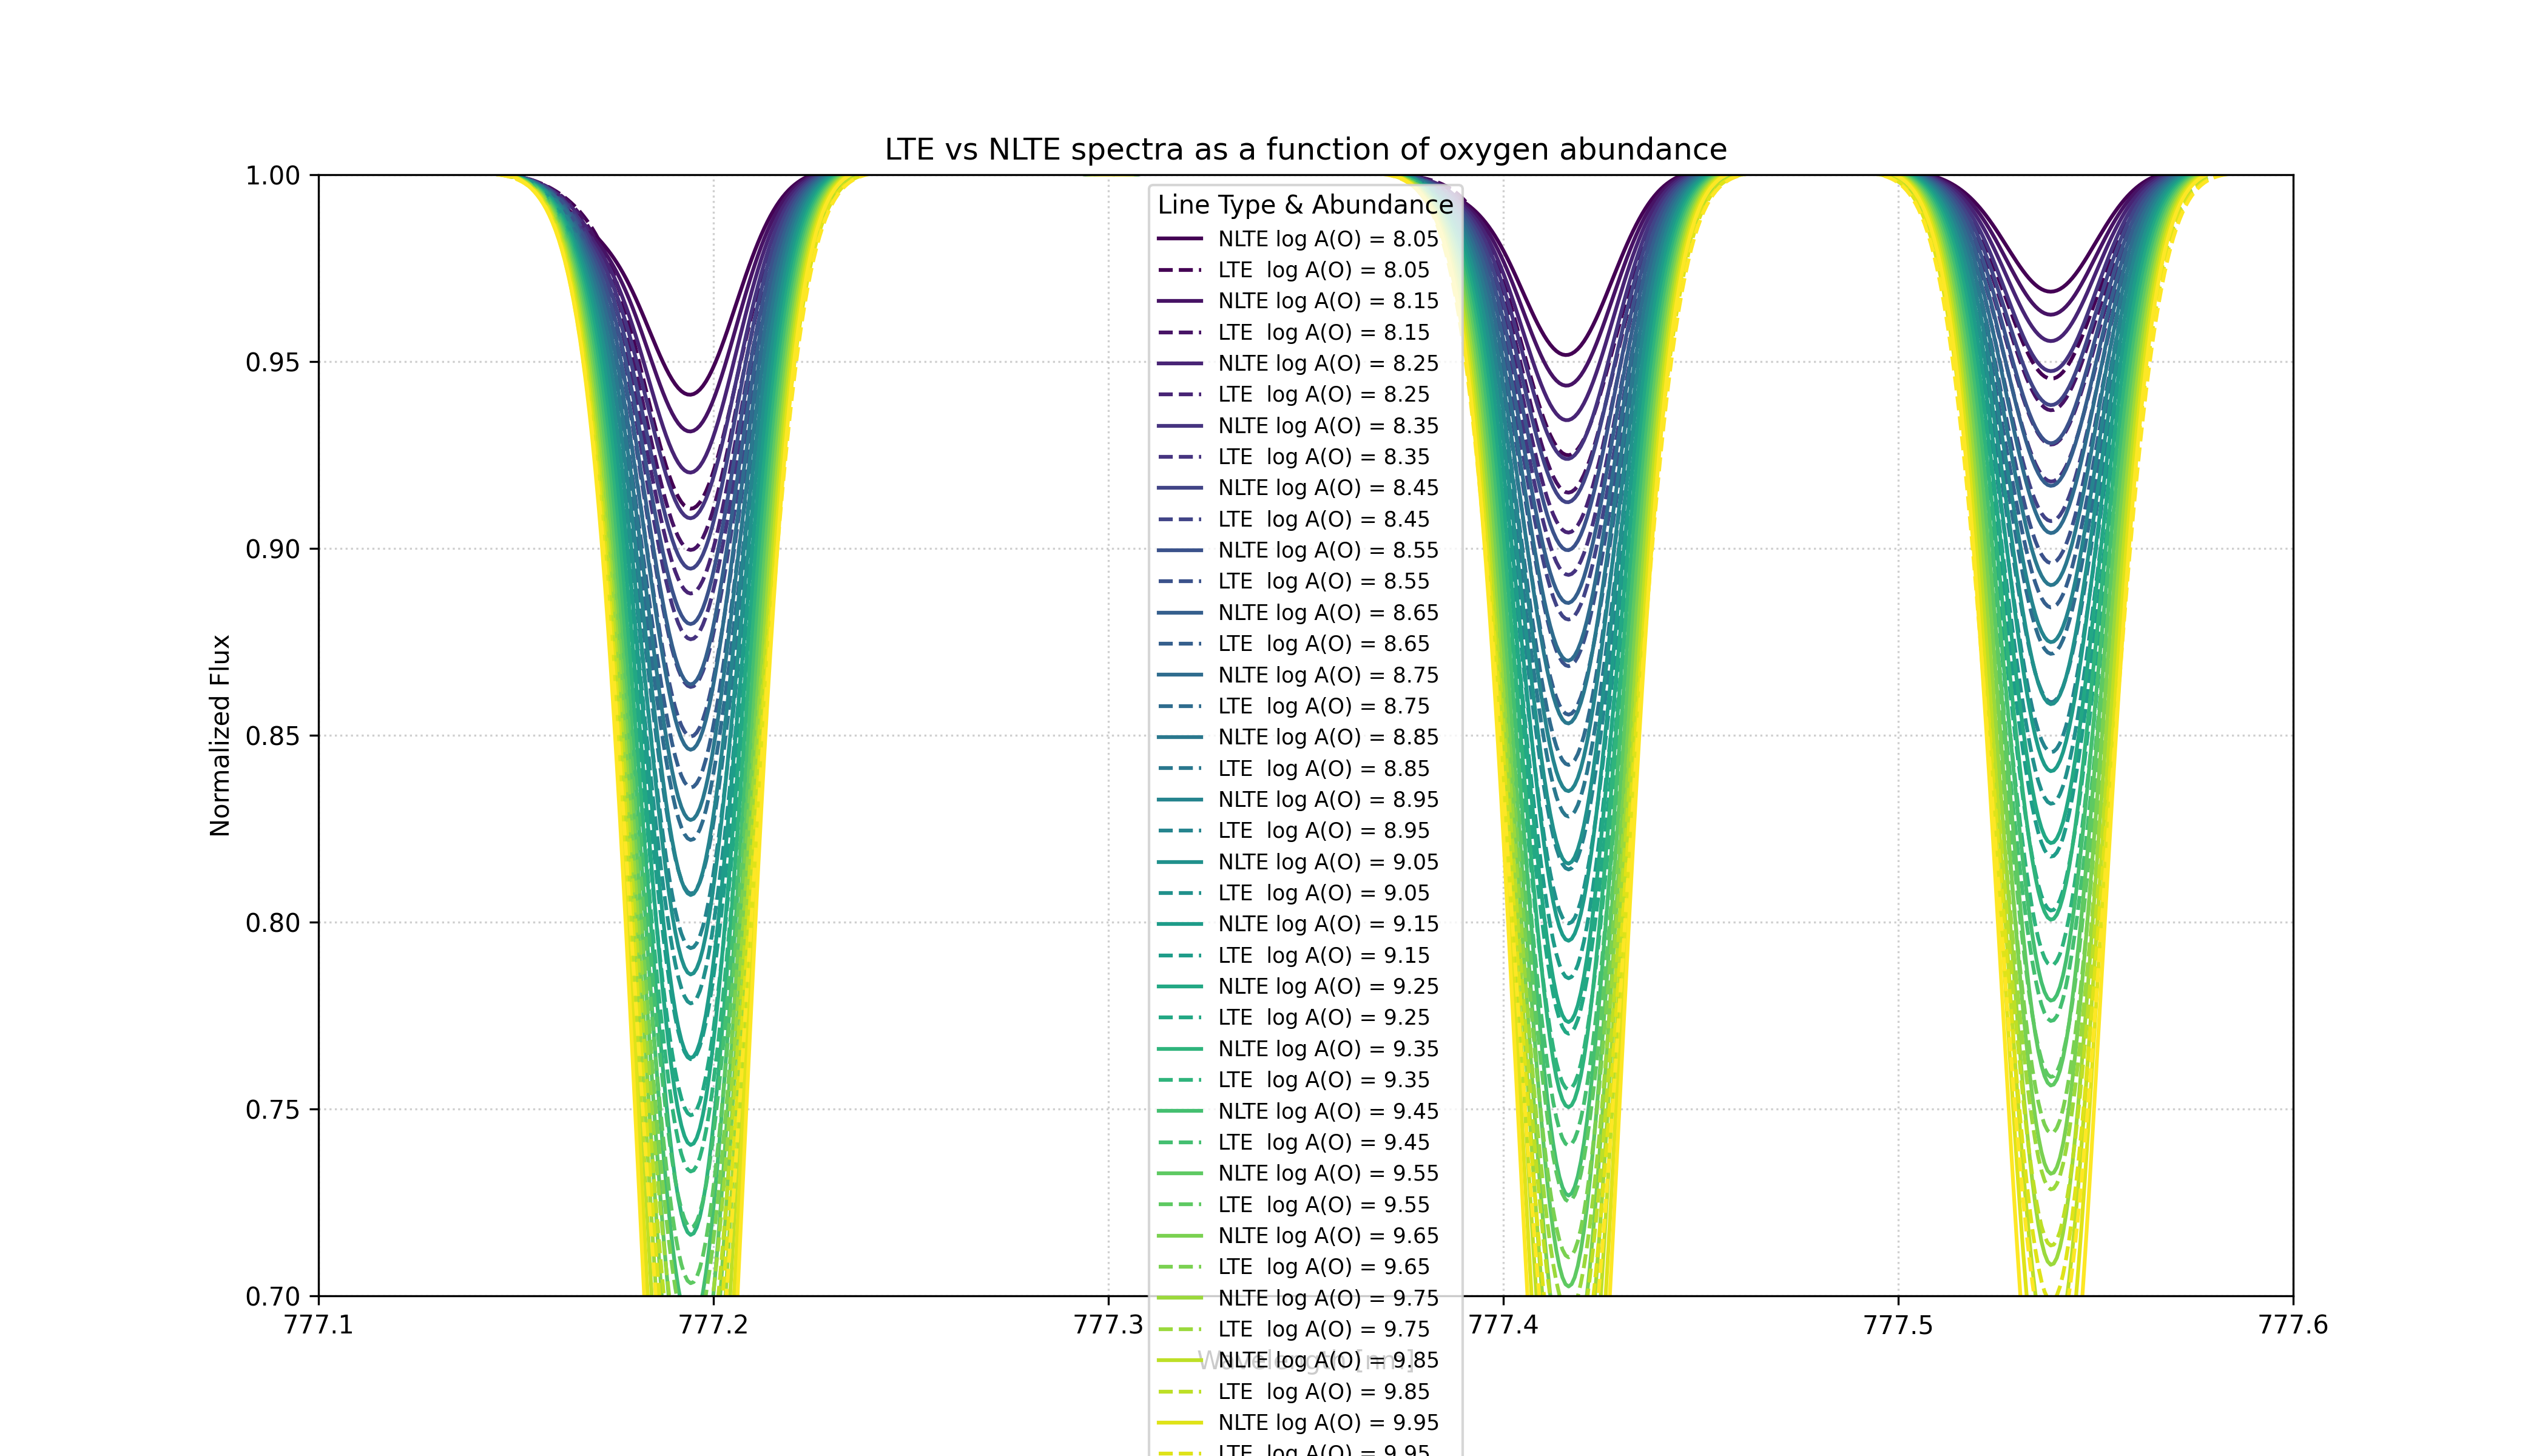 LTE vs NLTE spectra as a function of oxygen abundance
Normalized Flux
1.00
0.95
0.90
0.85
0.80
0.75
0.70
Line Type & Abundance
NLTE log A(O) = 8.05
LTE log A(O) = 8.05
NLTE log A(O) = 8.15
LTE log A(O) = 8.15
NLTE log A(O) = 8.25
LTE log A(O) = 8.25
NLTE log A(O) = 8.35
LTE log A(O) = 8.35
NLTE log A(O) = 8.45
LTE log A(O) = 8.45
NLTE log A(O) = 8.55
LTE log A(O) = 8.55
NLTE log A(O) = 8.65
LTE log A(O) = 8.65
NLTE log A(O) = 8.75
LTE log A(O) = 8.75
NLTE log A(O) = 8.85
LTE log A(O) = 8.85
NLTE log A(O) = 8.95
LTE log A(O) = 8.95
NLTE log A(O) = 9.05
LTE log A(O) = 9.05
NLTE log A(O) = 9.15
LTE log A(O) = 9.15
NLTE log A(O) = 9.25
LTE log A(O) = 9.25
NLTE log A(O) = 9.35
LTE log A(O) = 9.35
NLTE log A(O) = 9.45
LTE log A(O) = 9.45
NLTE log A(O) = 9.55
LTE log A(O) = 9.55
NLTE log A(O) = 9.65
LTE log A(O) = 9.65
NLTE log A(O) = 9.75
LTE log A(O) = 9.75
NLTE log A(O) = 9.85
LTE log A(O) = 9.85
NLTE log A(O) = 9.95
LTE log A(O) = 9.95
777.1 777.2 777.3 777.4 777.5 777.6
Wavelength [nm]